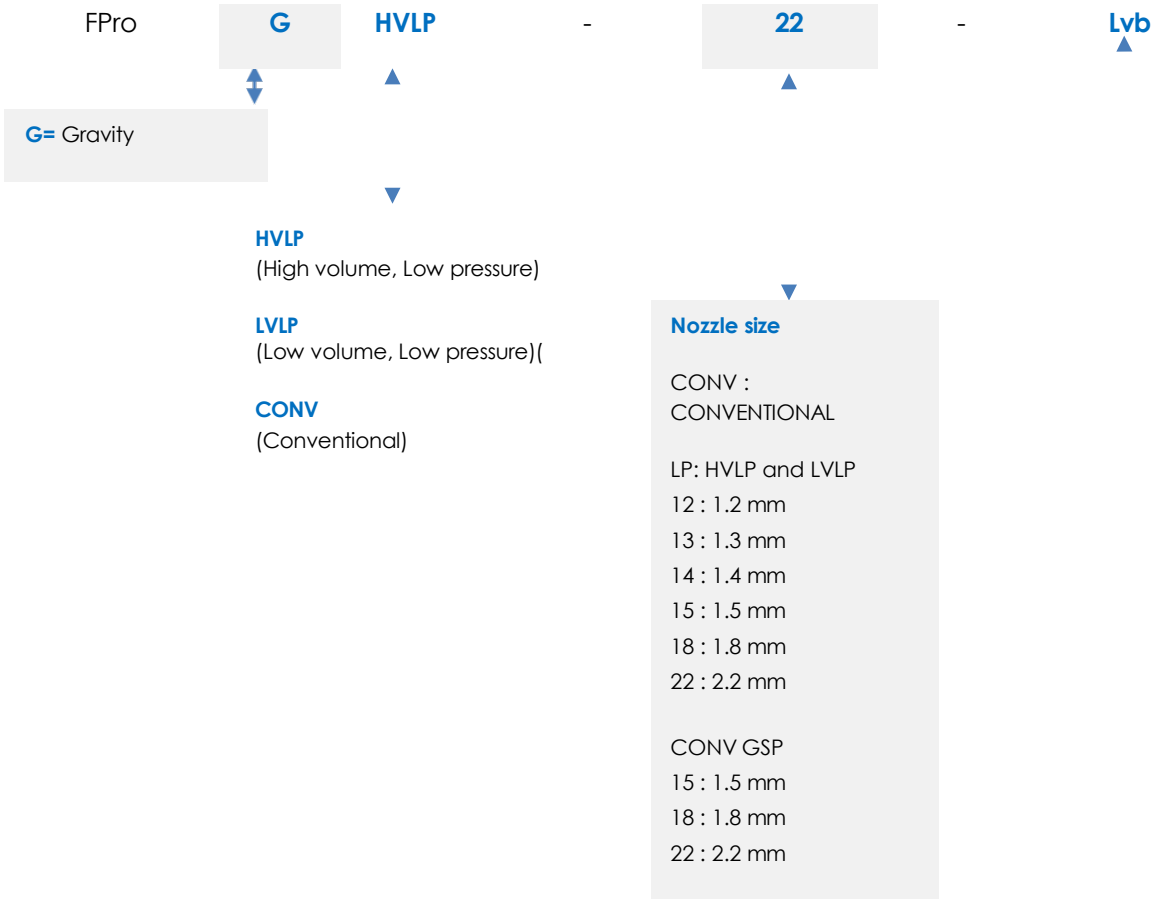 FPro G HVLP - 22 - Lvb
G= Gravity
HVLP
(High volume, Low pressure)
LVLP
(Low volume, Low pressure)(
CONV
(Conventional)
Nozzle size
CONV :
CONVENTIONAL
LP: HVLP and LVLP
12 : 1.2 mm
13 : 1.3 mm
14 : 1.4 mm
15 : 1.5 mm
18 : 1.8 mm
22 : 2.2 mm
CONV GSP
15 : 1.5 mm
18 : 1.8 mm
22 : 2.2 mm